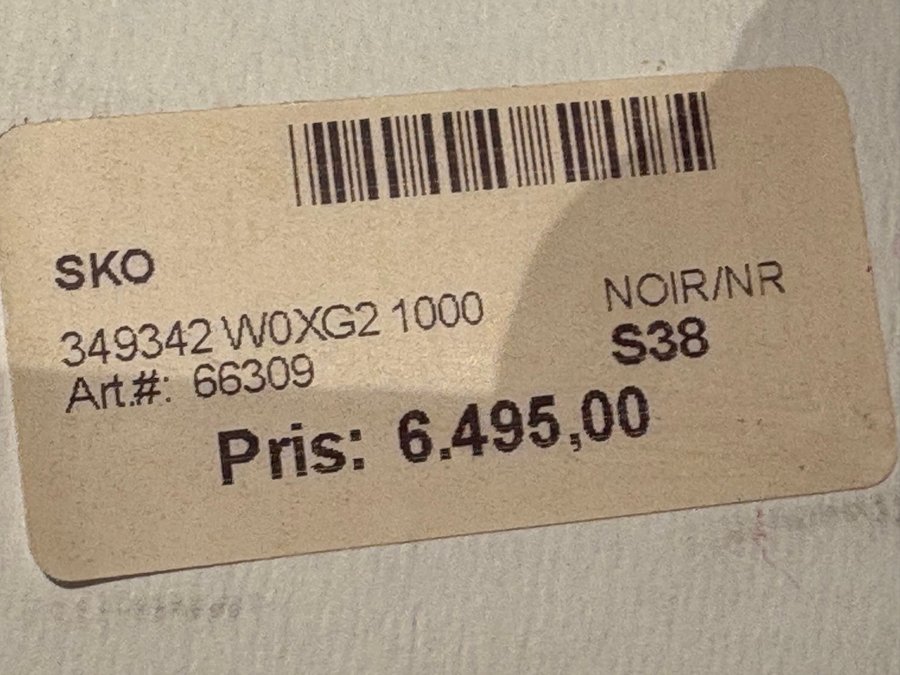 SKO
349342 W0XG2 1000 NOIR/NR
Art.#: 66309 S38
Pris: 6.495,00